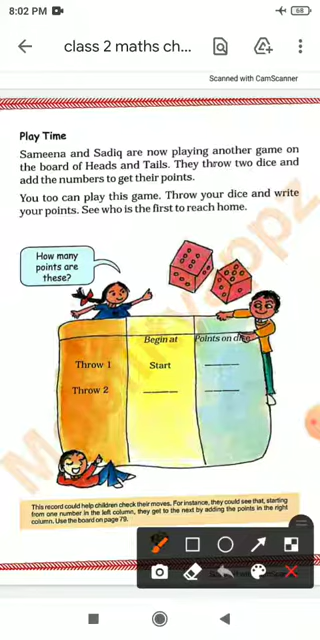 8:02 PM
68
class 2 maths ch...
Scanned with CamScanner
Play Time
Sameena and Sadiq are now playing another game on
the board of Heads and Tails. They throw two dice and
add the numbers to get their points.
You too can play this game. Throw your dice and write
your points. See who is the first to reach home.
How many
points are
these?
Begin at Points on dice
Throw 1 Start
Throw 2
This record could help children check their moves. For instance, they could see that, starting
from one number in the left column, they get to the next by adding the points in the right
column. Use the board on page 79.